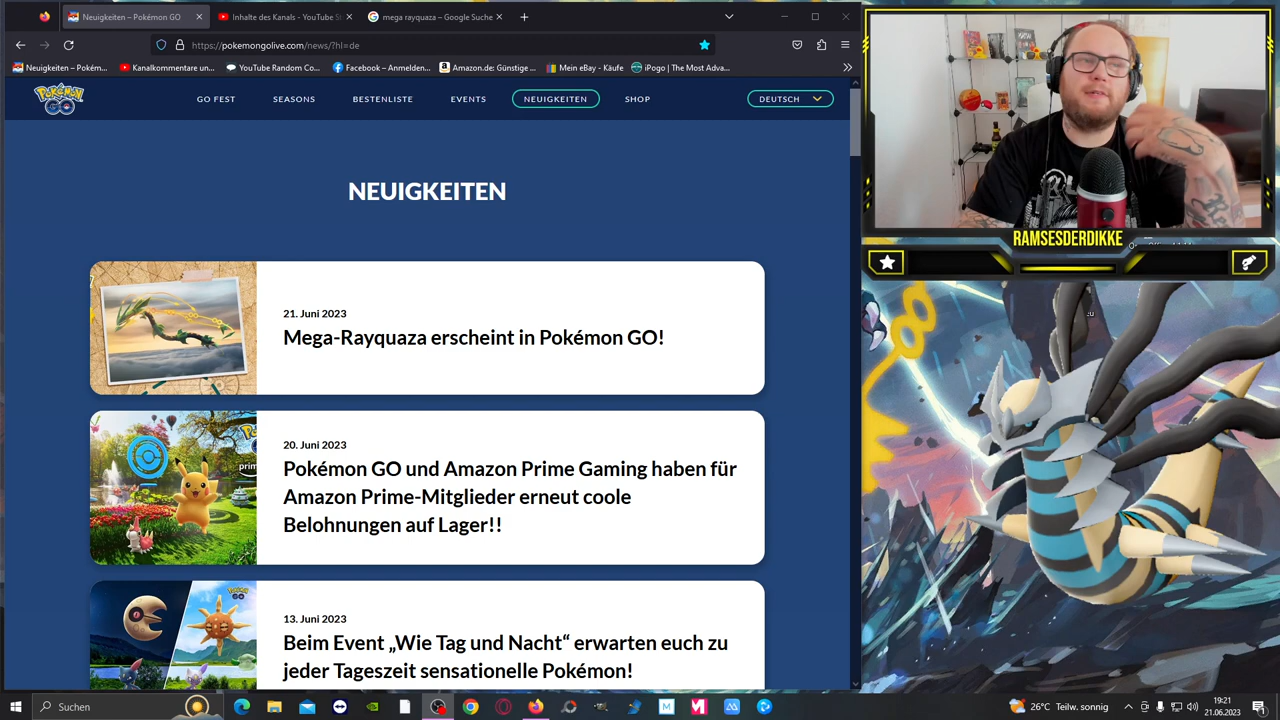 Neuigkeiten – Pokémon GO
Inhalte des Kanals - YouTube St
mega rayquaza – Google Suche
https://pokemongolive.com/news/?hl=de
Neuigkeiten – Pokém...
Kanalkommentare un...
YouTube Random Co...
Facebook – Anmelden...
Amazon.de: Günstige ...
Mein eBay - Käufe
iPogo | The Most Adva...
POKÉMON GO
GO FEST
SEASONS
BESTENLISTE
EVENTS
NEUIGKEITEN
SHOP
DEUTSCH
NEUIGKEITEN
21. Juni 2023
Mega-Rayquaza erscheint in Pokémon GO!
20. Juni 2023
Pokémon GO und Amazon Prime Gaming haben für
Amazon Prime-Mitglieder erneut coole
Belohnungen auf Lager!!
13. Juni 2023
Beim Event „Wie Tag und Nacht“ erwarten euch zu
jeder Tageszeit sensationelle Pokémon!
RAMSESDERDIKKE
zu
Suchen
26°C Teilw. sonnig
19:21
21.06.2023